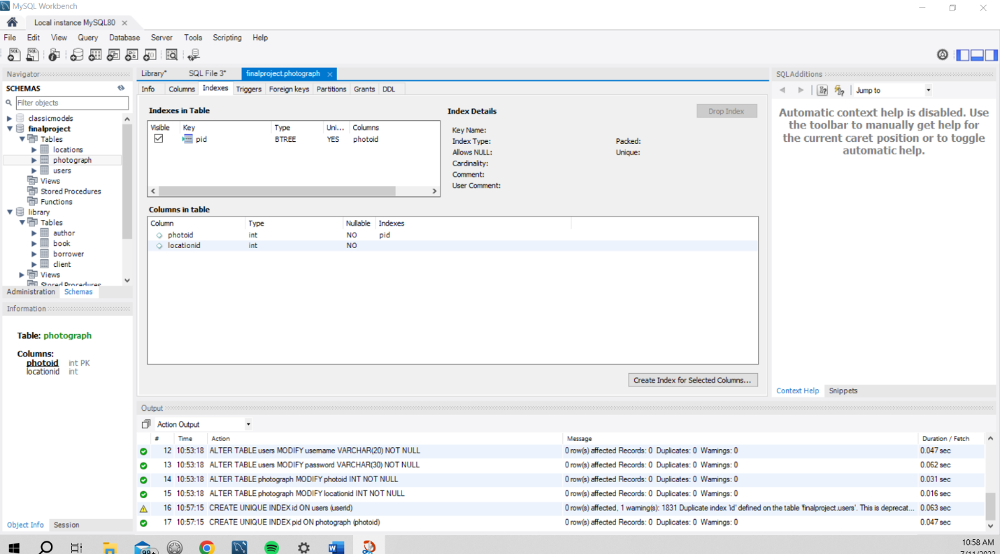 MySQL Workbench
Local instance MySQL80
File Edit View Query Database Server Tools Scripting Help
Navigator
SCHEMAS
Filter objects
classicmodels
finalproject
Tables
locations
photograph
users
Views
Stored Procedures
Functions
library
Tables
author
book
borrower
client
Views
Stored Procedures
Administration Schemas
Information
Table: photograph
Columns:
photoid int PK
locationid int
Object Info Session
Library* SQL File 3* finalproject.photograph
Info Columns Indexes Triggers Foreign keys Partitions Grants DDL
Indexes in Table
Visible Key Type Uni... Columns
pid BTREE YES photoid
Index Details
Drop Index
Key Name:
Index Type: Packed:
Allows NULL: Unique:
Cardinality:
Comment:
User Comment:
Columns in table
Column Type Nullable Indexes
photoid int NO pid
locationid int NO
Create Index for Selected Columns...
SQLAdditions
Jump to
Automatic context help is disabled. Use
the toolbar to manually get help for
the current caret position or to toggle
automatic help.
Context Help Snippets
Output
Action Output
# Time Action Message Duration / Fetch
12 10:53:18 ALTER TABLE users MODIFY username VARCHAR(20) NOT NULL 0 row(s) affected Records: 0 Duplicates: 0 Warnings: 0 0.047 sec
13 10:53:18 ALTER TABLE users MODIFY password VARCHAR(30) NOT NULL 0 row(s) affected Records: 0 Duplicates: 0 Warnings: 0 0.062 sec
14 10:53:18 ALTER TABLE photograph MODIFY photoid INT NOT NULL 0 row(s) affected Records: 0 Duplicates: 0 Warnings: 0 0.031 sec
15 10:53:18 ALTER TABLE photograph MODIFY locationid INT NOT NULL 0 row(s) affected Records: 0 Duplicates: 0 Warnings: 0 0.016 sec
16 10:57:15 CREATE UNIQUE INDEX id ON users (userid) 0 row(s) affected, 1 warning(s): 1831 Duplicate index 'id' defined on the table 'finalproject.users'. This is deprecat... 0.063 sec
17 10:57:15 CREATE UNIQUE INDEX pid ON photograph (photoid) 0 row(s) affected Records: 0 Duplicates: 0 Warnings: 0 0.047 sec
99+
10:58 AM